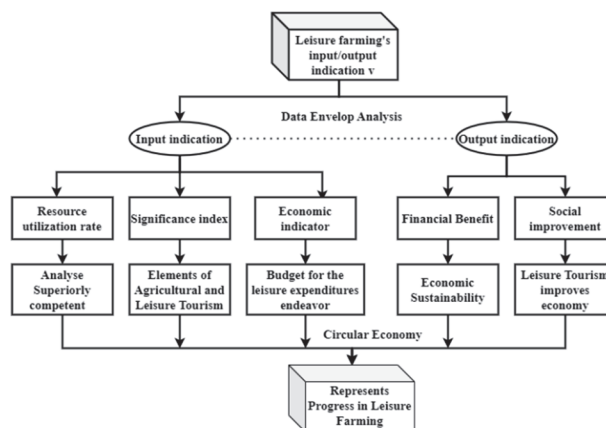 Leisure farming's
input/output
indication v
Data Envelop Analysis
Input indication
Output indication
Resource
utilization rate
Significance index
Economic
indicator
Financial Benefit
Social
improvement
Analyse
Superiorly
competent
Elements of
Agricultural and
Leisure Tourism
Budget for the
leisure expenditures
endeavor
Economic
Sustainability
Leisure Tourism
improves
economy
Circular Economy
Represents
Progress in Leisure
Farming